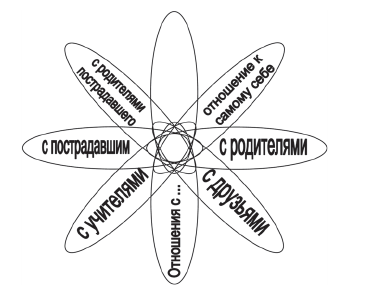 с родителями
пострадавшего
отношение к
самому себе
с пострадавшим
с родителями
с учителями
Отношения с ...
с друзьями